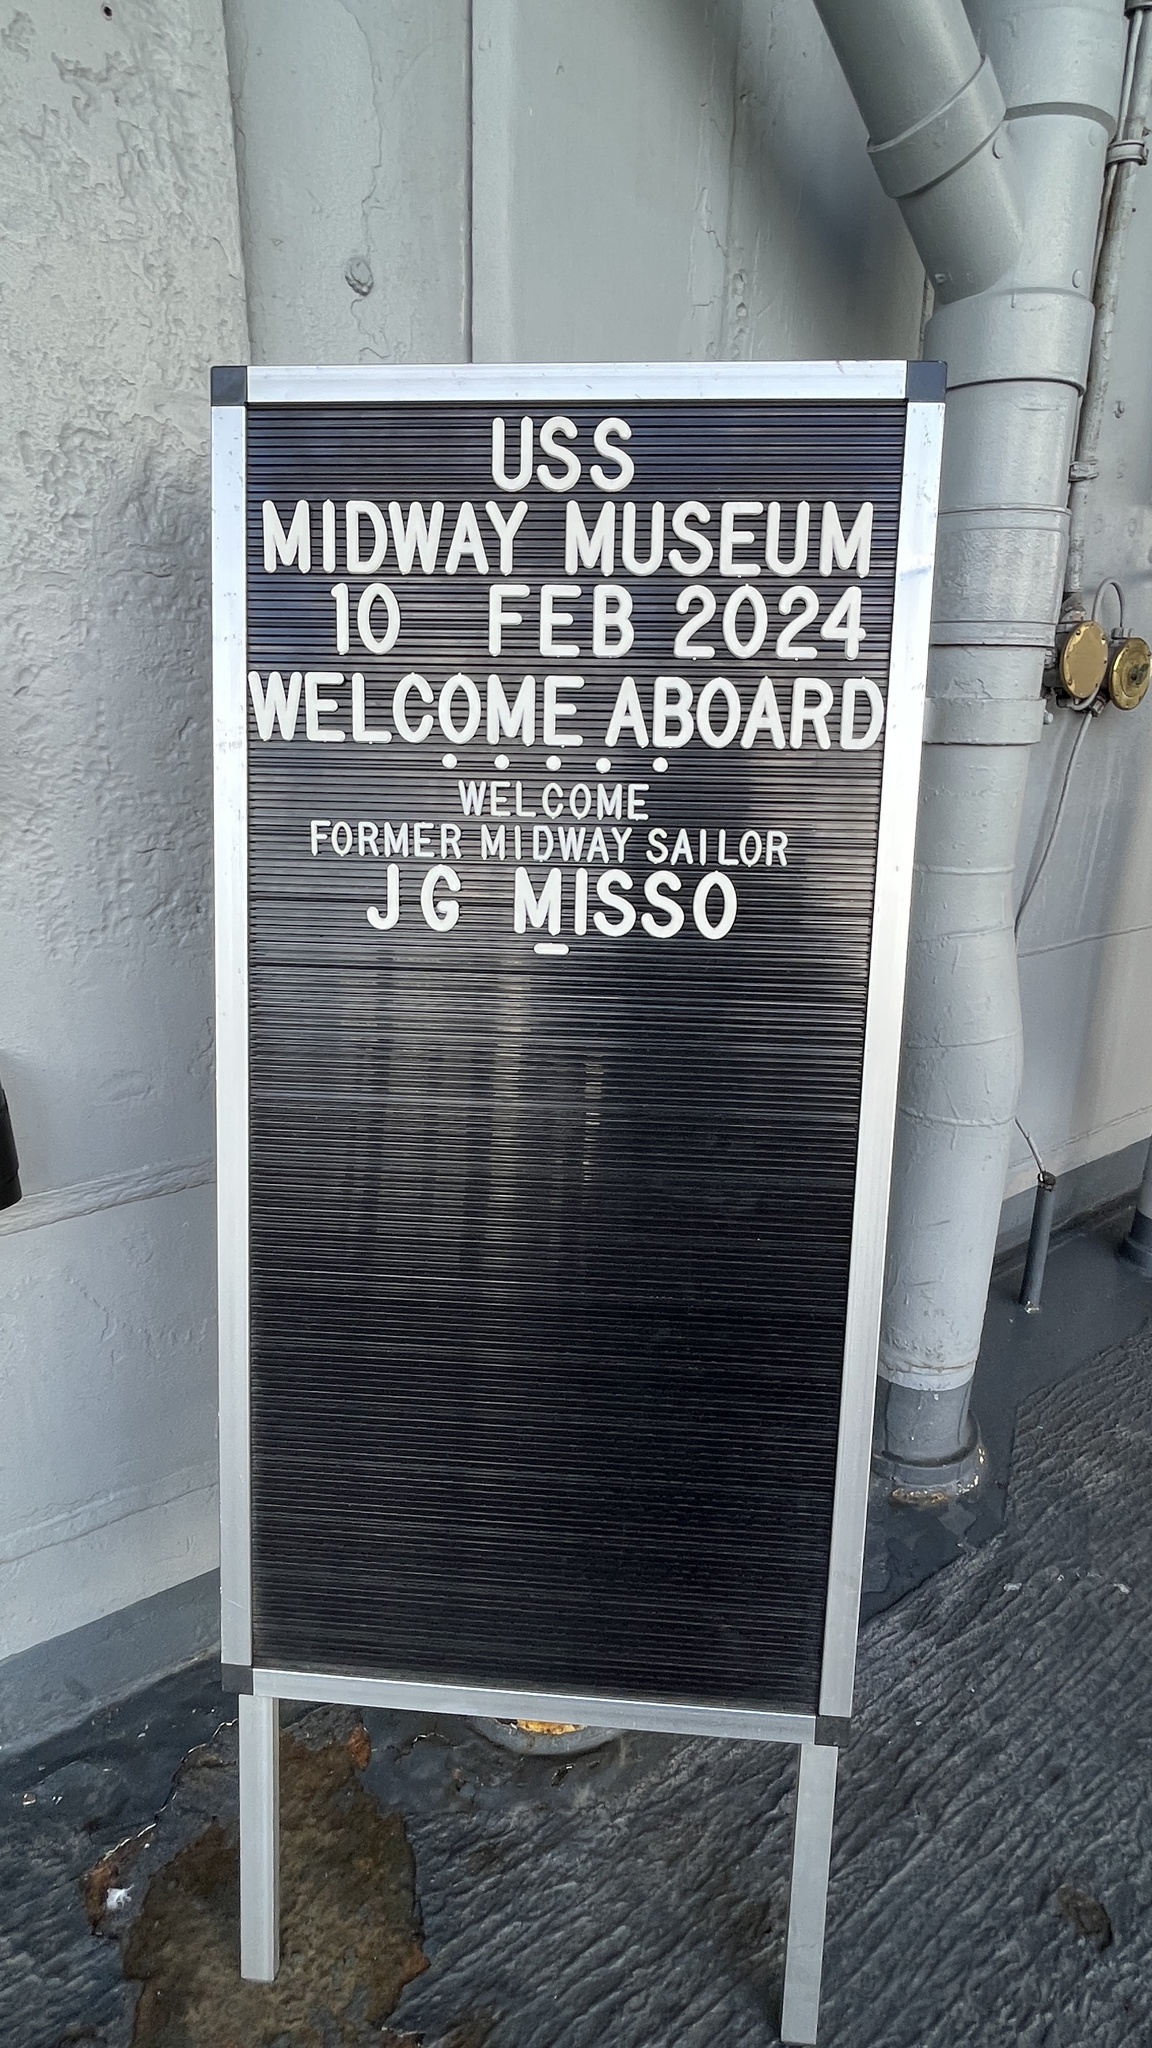 USS
MIDWAY MUSEUM
10 FEB 2024
WELCOME ABOARD
.....
WELCOME
FORMER MIDWAY SAILOR
JG MISSO
-